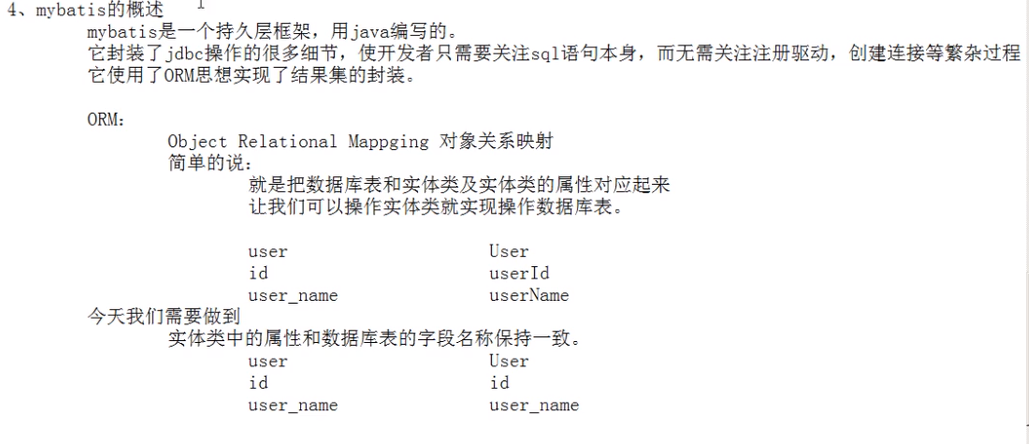 4、mybatis的概述
mybatis是一个持久层框架，用java编写的。
它封装了jdbc操作的很多细节，使开发者只需要关注sql语句本身，而无需关注注册驱动，创建连接等繁杂过程
它使用了ORM思想实现了结果集的封装。
ORM：
Object Relational Mappging 对象关系映射
简单的说：
就是把数据库表和实体类及实体类的属性对应起来
让我们可以操作实体类就实现操作数据库表。
user User
id userId
user_name userName
今天我们需要做到
实体类中的属性和数据库表的字段名称保持一致。
user User
id id
user_name user_name